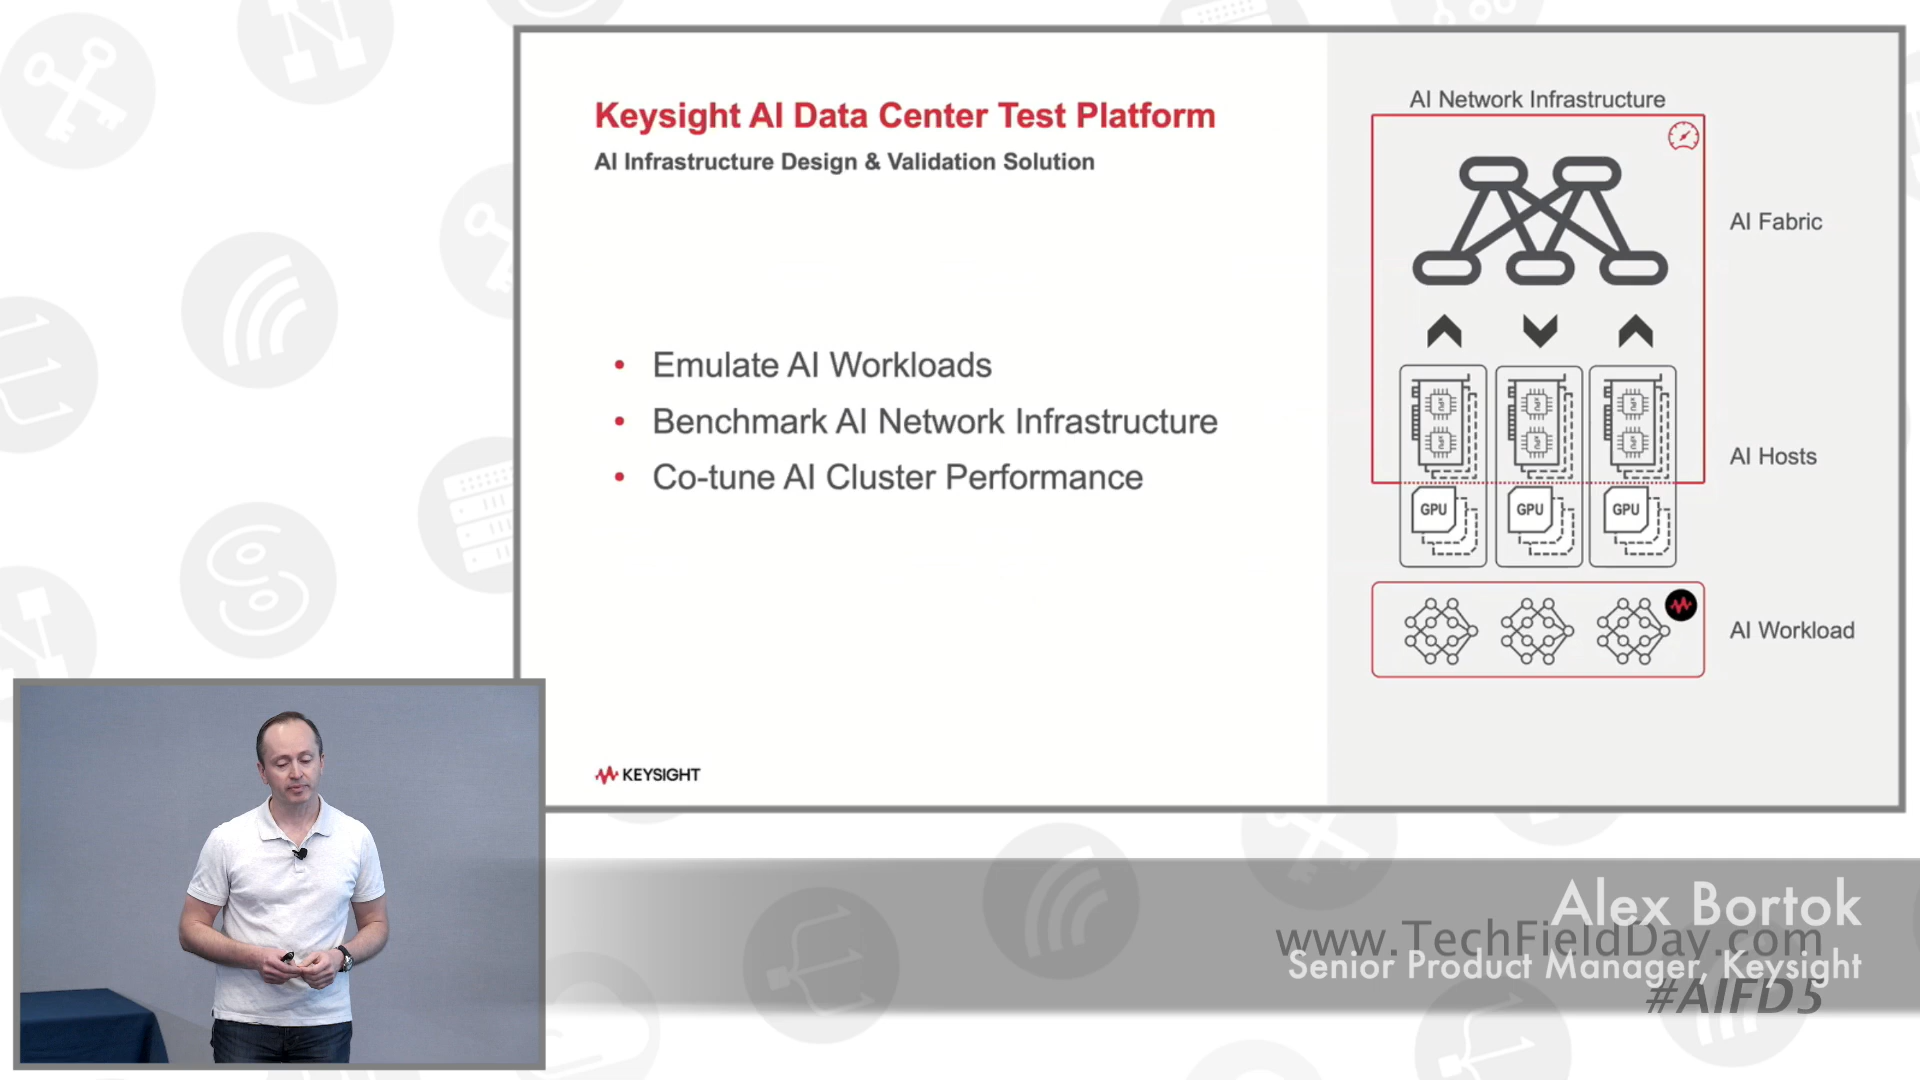 Keysight AI Data Center Test Platform
AI Infrastructure Design & Validation Solution
• Emulate AI Workloads
• Benchmark AI Network Infrastructure
• Co-tune AI Cluster Performance
KEYSIGHT
AI Network Infrastructure
AI Fabric
AI Hosts
GPU GPU GPU
AI Workload
Alex Bortok
www.TechFieldDay.com
Senior Product Manager, Keysight
#AIFD5